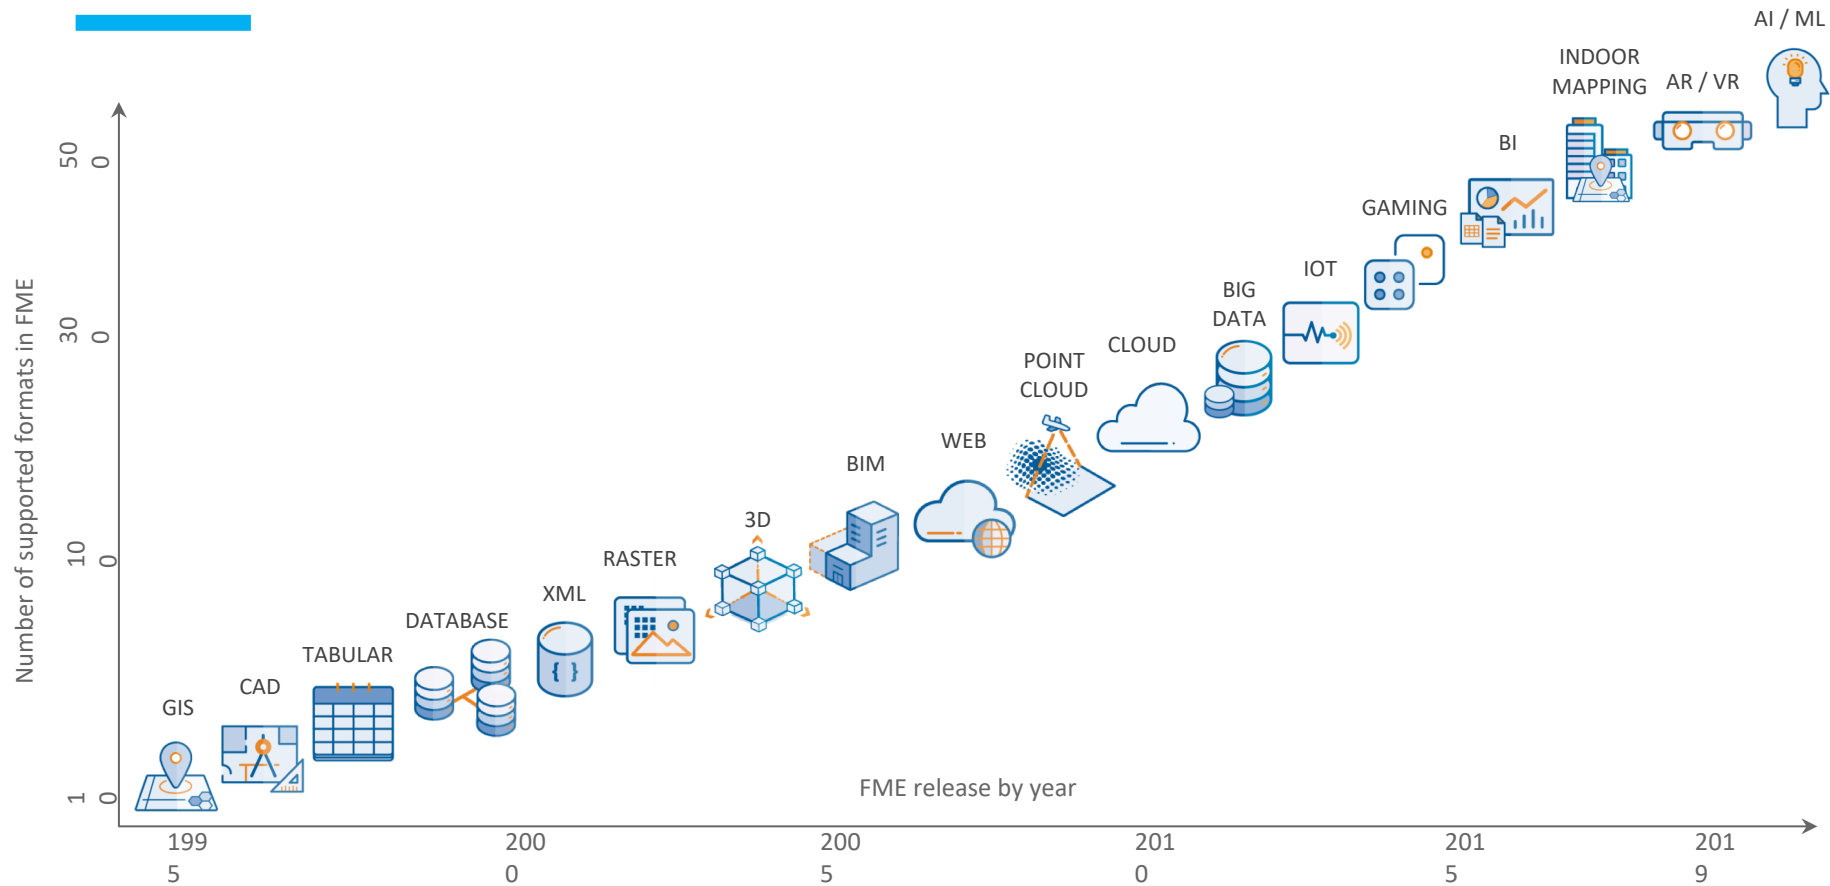 AI / ML
INDOOR
MAPPING
AR / VR
BI
GAMING
IOT
BIG
DATA
CLOUD
POINT
CLOUD
WEB
BIM
3D
RASTER
XML
DATABASE
TABULAR
CAD
GIS
Number of supported formats in FME
50
0
30
0
10
0
1
0
FME release by year
199
5
200
0
200
5
201
0
201
5
201
9